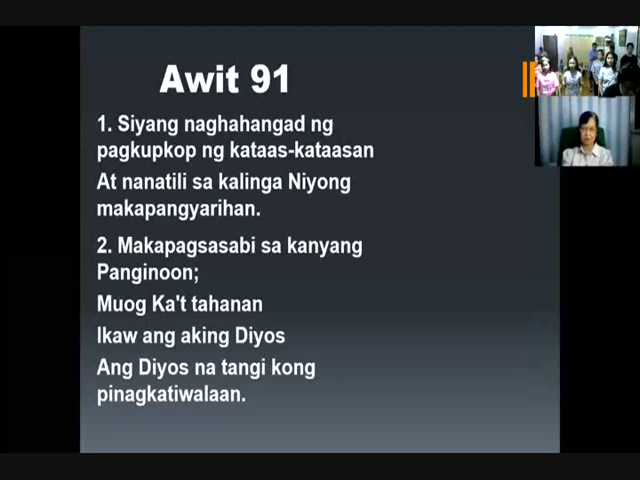 Awit 91
1. Siyang naghahangad ng
pagkupkop ng kataas-kataasan
At nanatili sa kalinga Niyong
makapangyarihan.
2. Makapagsasabi sa kanyang
Panginoon;
Muog Ka't tahanan
Ikaw ang aking Diyos
Ang Diyos na tangi kong
pinagkatiwalaan.